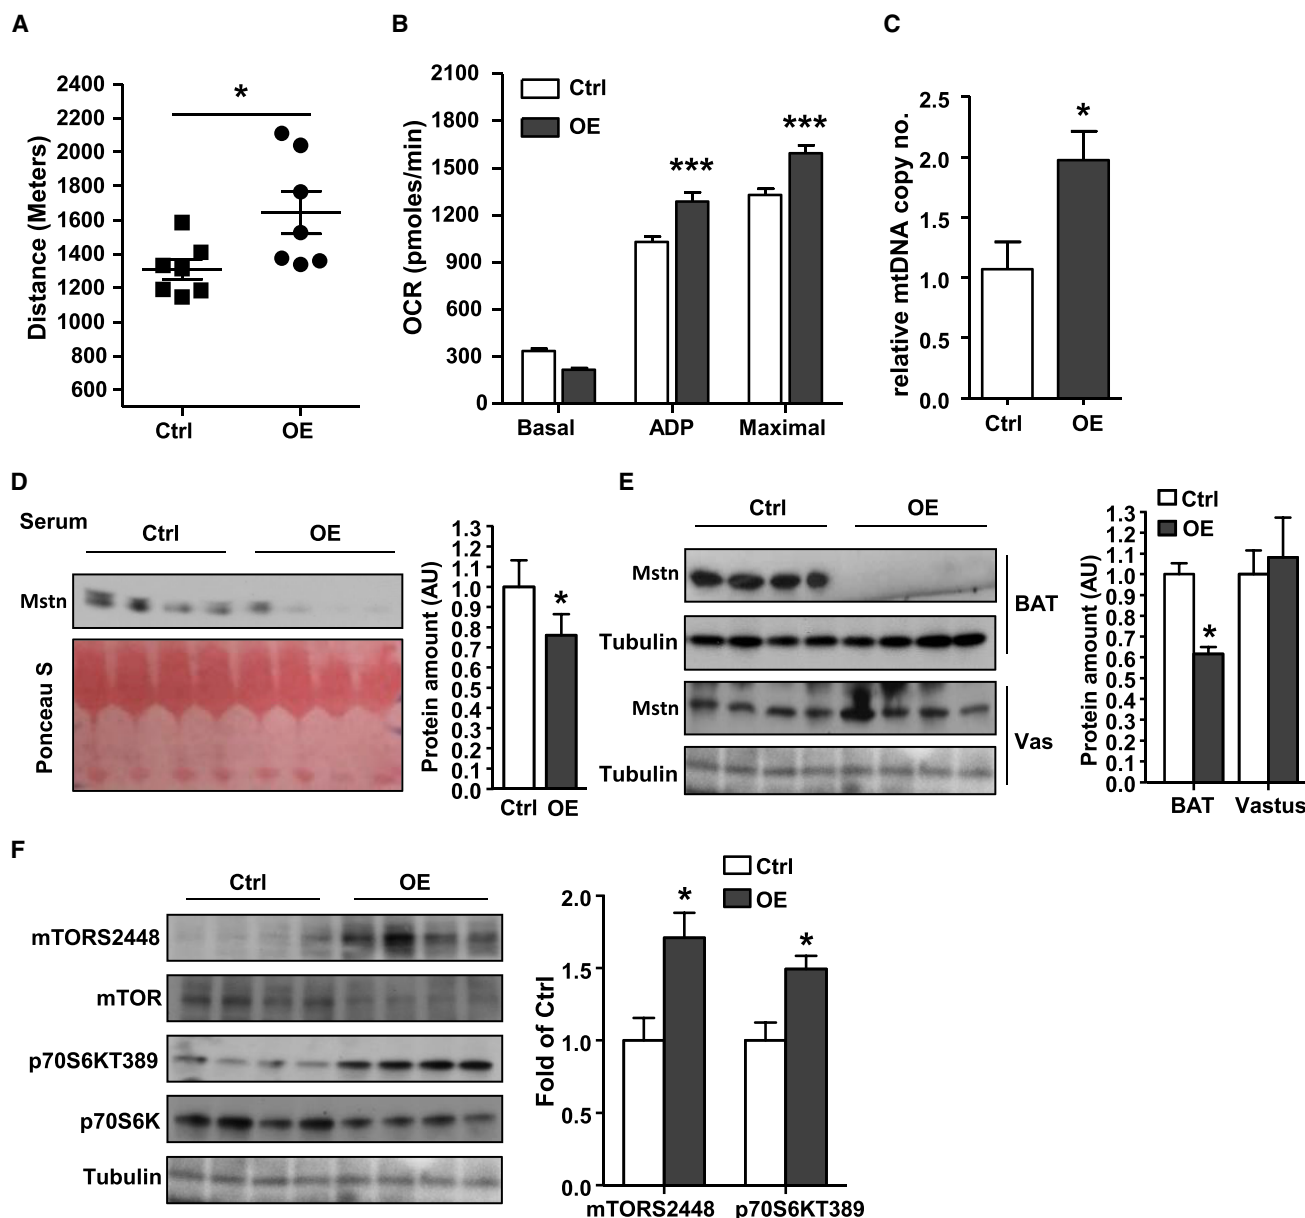 A
Distance (Meters)
2400
2200
2000
1800
1600
1400
1200
1000
800
600
*
Ctrl
OE
B
OCR (pmoles/min)
2100
1800
1500
1200
900
600
300
0
Ctrl
OE
***
***
Basal
ADP
Maximal
C
relative mtDNA copy no.
2.5
2.0
1.5
1.0
0.5
0.0
*
Ctrl
OE
D
Serum
Ctrl
OE
Mstn
Ponceau S
Protein amount (AU)
1.3
1.2
1.1
1.0
0.9
0.8
0.7
0.6
0.5
0.4
0.3
0.2
0.1
0.0
*
Ctrl OE
E
Ctrl
OE
Mstn
Tubulin
BAT
Mstn
Tubulin
Vas
Ctrl
OE
Protein amount (AU)
1.3
1.2
1.1
1.0
0.9
0.8
0.7
0.6
0.5
0.4
0.3
0.2
0.1
0.0
*
BAT
Vastus
F
Ctrl
OE
mTORS2448
mTOR
p70S6KT389
p70S6K
Tubulin
Ctrl
OE
Fold of Ctrl
2.0
1.5
1.0
0.5
0.0
*
*
mTORS2448
p70S6KT389